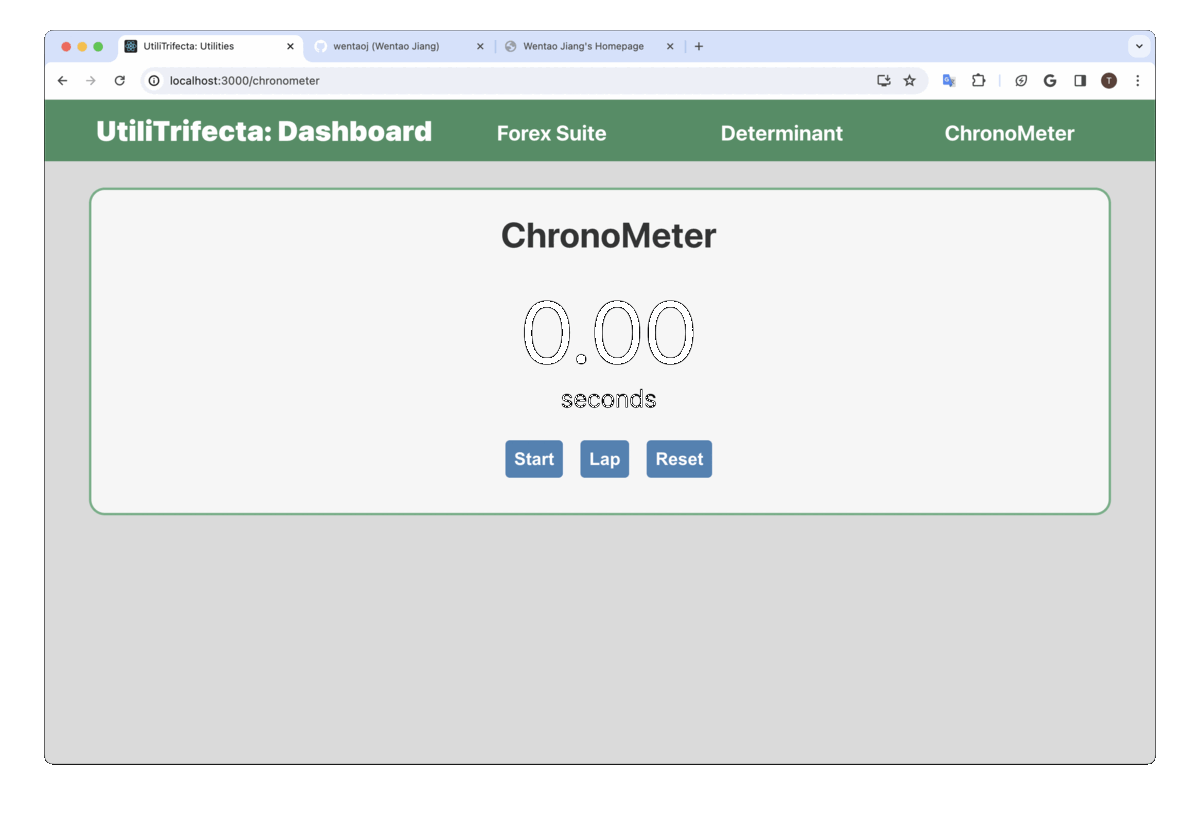 UtiliTrifecta: Utilities wentaoj (Wentao Jiang) Wentao Jiang's Homepage
localhost:3000/chronometer G T
UtiliTrifecta: Dashboard Forex Suite Determinant ChronoMeter
ChronoMeter
0.00
seconds
Start Lap Reset